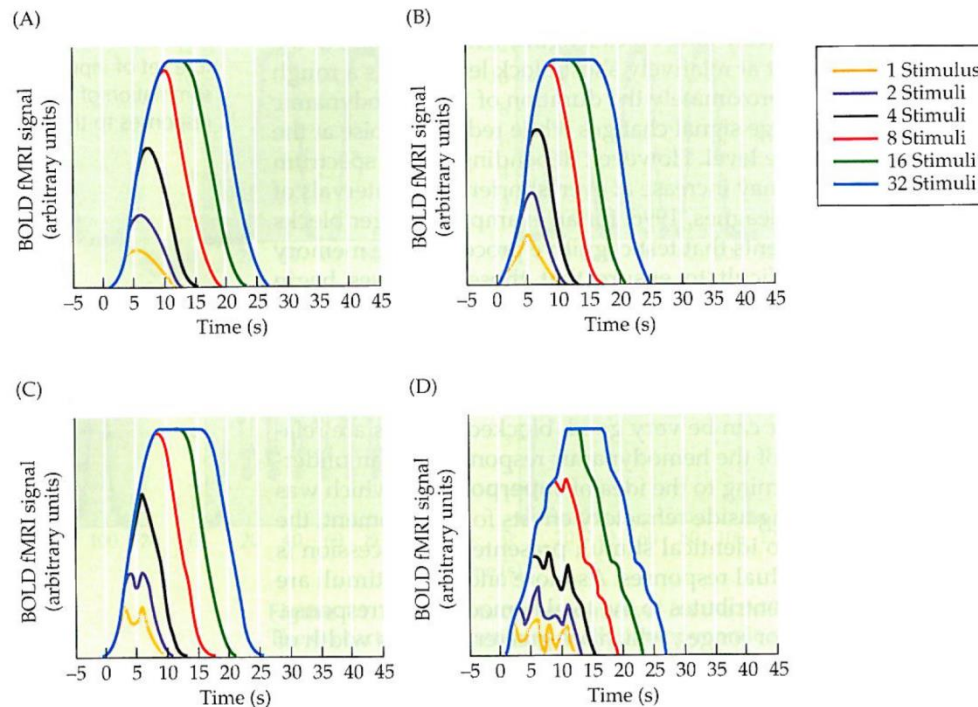 (A)
BOLD fMRI signal
(arbitrary units)
−5 0 5 10 15 20 25 30 35 45
Time (s)
(B)
BOLD fMRI signal
(arbitrary units)
−5 0 5 10 15 20 25 30 35 45
Time (s)
1 Stimulus
2 Stimuli
4 Stimuli
8 Stimuli
16 Stimuli
32 Stimuli
(C)
BOLD fMRI signal
(arbitrary units)
−5 0 5 10 15 20 25 30 35 45
Time (s)
(D)
BOLD fMRI signal
(arbitrary units)
−5 0 5 10 15 20 25 30 35 45
Time (s)